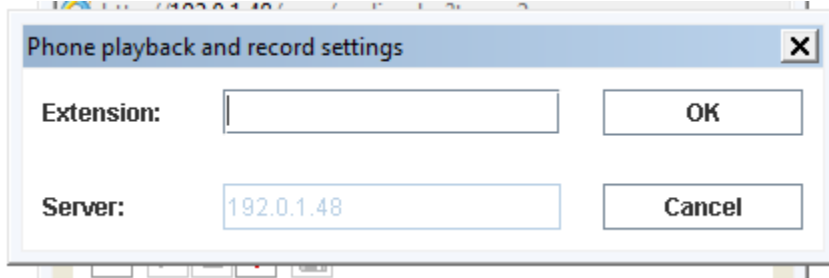 Phone playback and record settings
Extension:
OK
Server:
192.0.1.48
Cancel